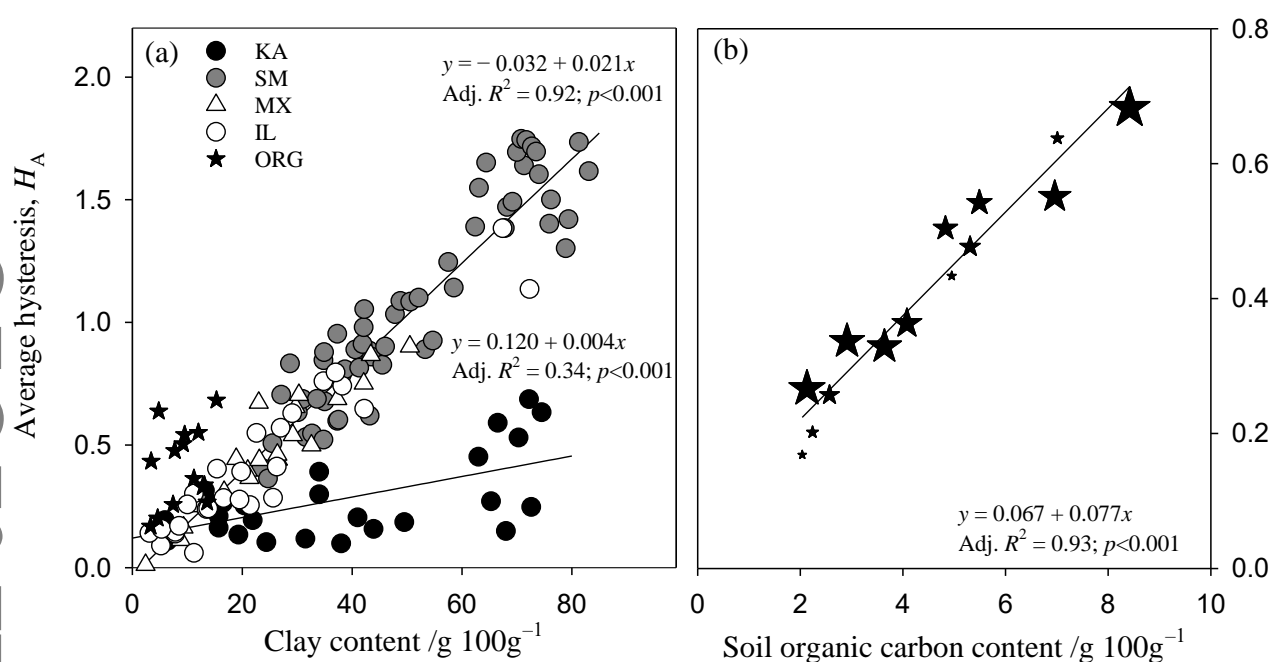 (a)
KA
SM
MX
IL
ORG
y = − 0.032 + 0.021x
Adj. R² = 0.92; p<0.001
y = 0.120 + 0.004x
Adj. R² = 0.34; p<0.001
Average hysteresis, H_A
2.0
1.5
1.0
0.5
0.0
0 20 40 60 80
Clay content /g 100g⁻¹
(b)
y = 0.067 + 0.077x
Adj. R² = 0.93; p<0.001
0.8
0.6
0.4
0.2
0.0
0 2 4 6 8 10
Soil organic carbon content /g 100g⁻¹